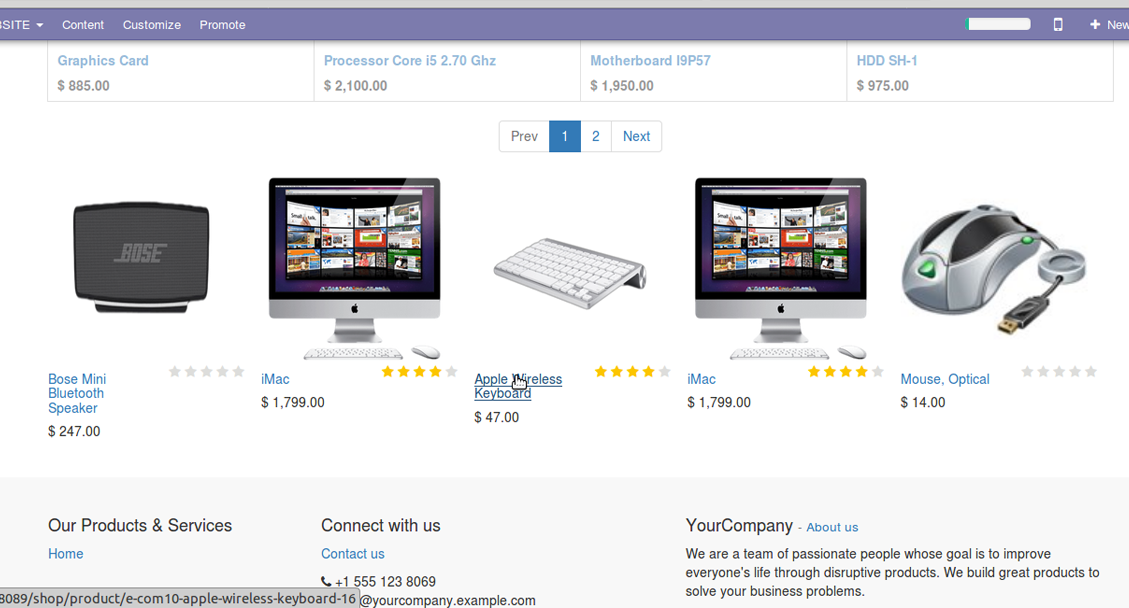 SITE
Content
Customize
Promote
New
Graphics Card
Processor Core i5 2.70 Ghz
Motherboard I9P57
HDD SH-1
$ 885.00
$ 2,100.00
$ 1,950.00
$ 975.00
Prev
1
2
Next
BOSE
Bose Mini
Bluetooth
Speaker
$ 247.00
iMac
$ 1,799.00
Apple Wireless
Keyboard
$ 47.00
iMac
$ 1,799.00
Mouse, Optical
$ 14.00
Our Products & Services
Home
Connect with us
Contact us
+1 555 123 8069
@yourcompany.example.com
YourCompany - About us
We are a team of passionate people whose goal is to improve
everyone's life through disruptive products. We build great products to
solve your business problems.
8089/shop/product/e-com10-apple-wireless-keyboard-16